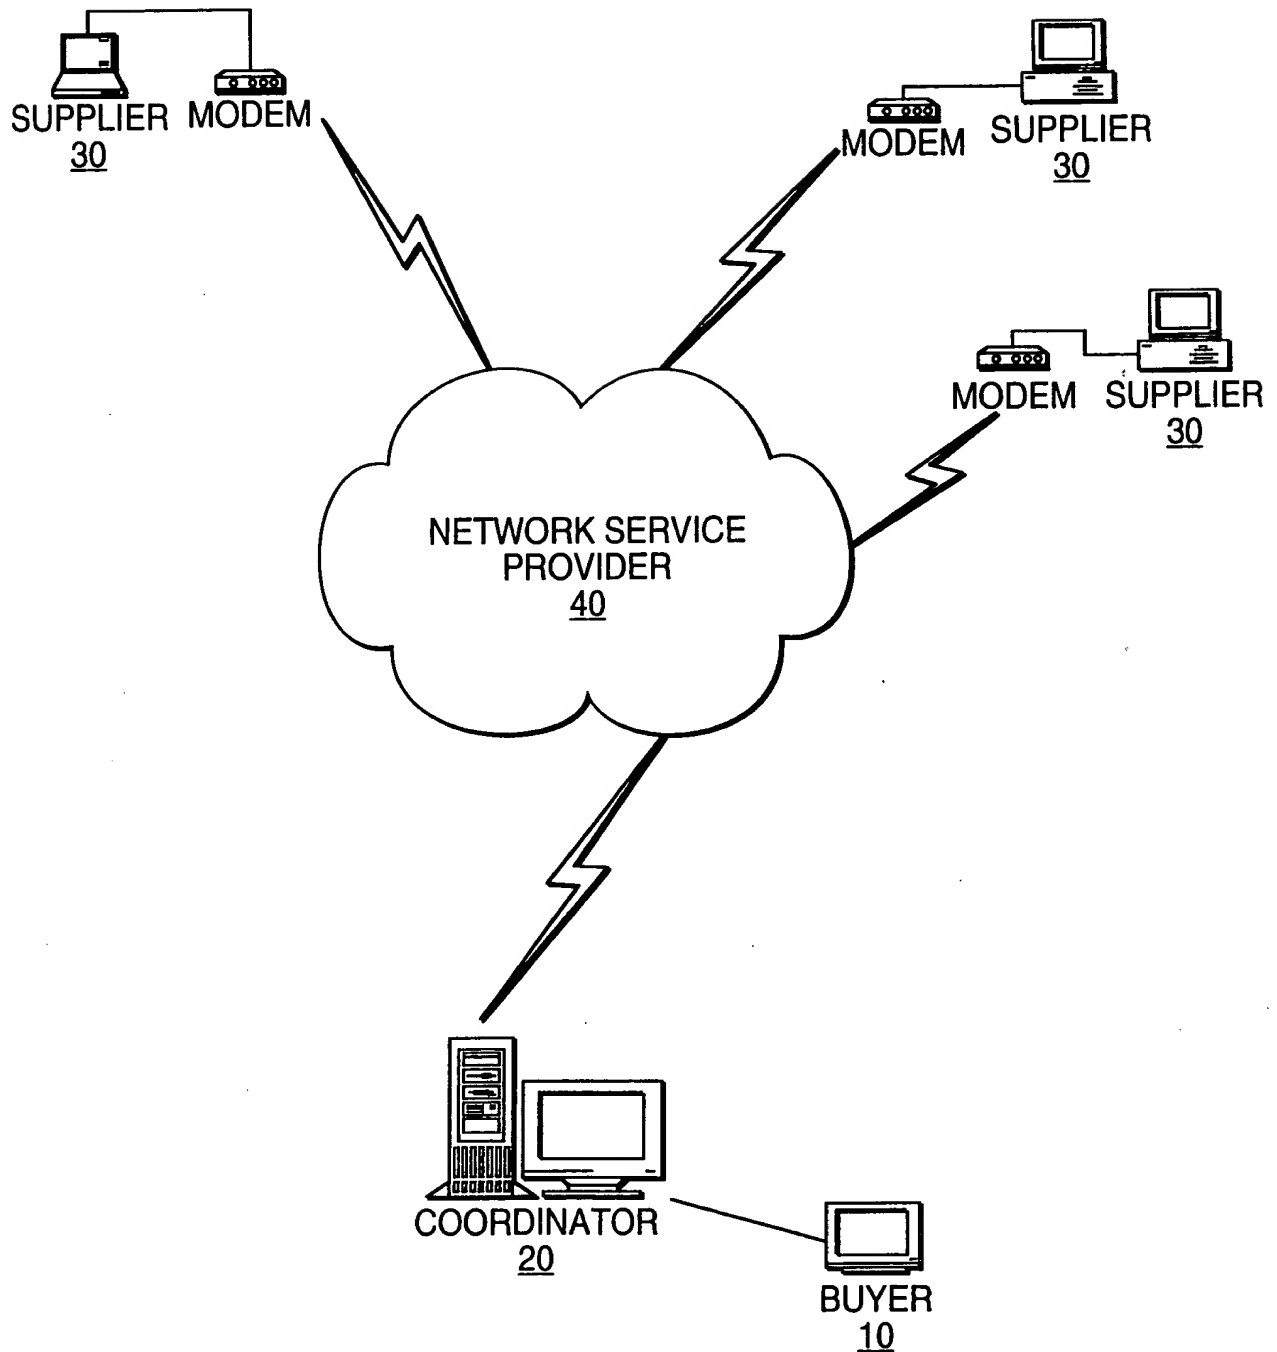 SUPPLIER
30
MODEM
MODEM
SUPPLIER
30
MODEM
SUPPLIER
30
NETWORK SERVICE
PROVIDER
40
COORDINATOR
20
BUYER
10